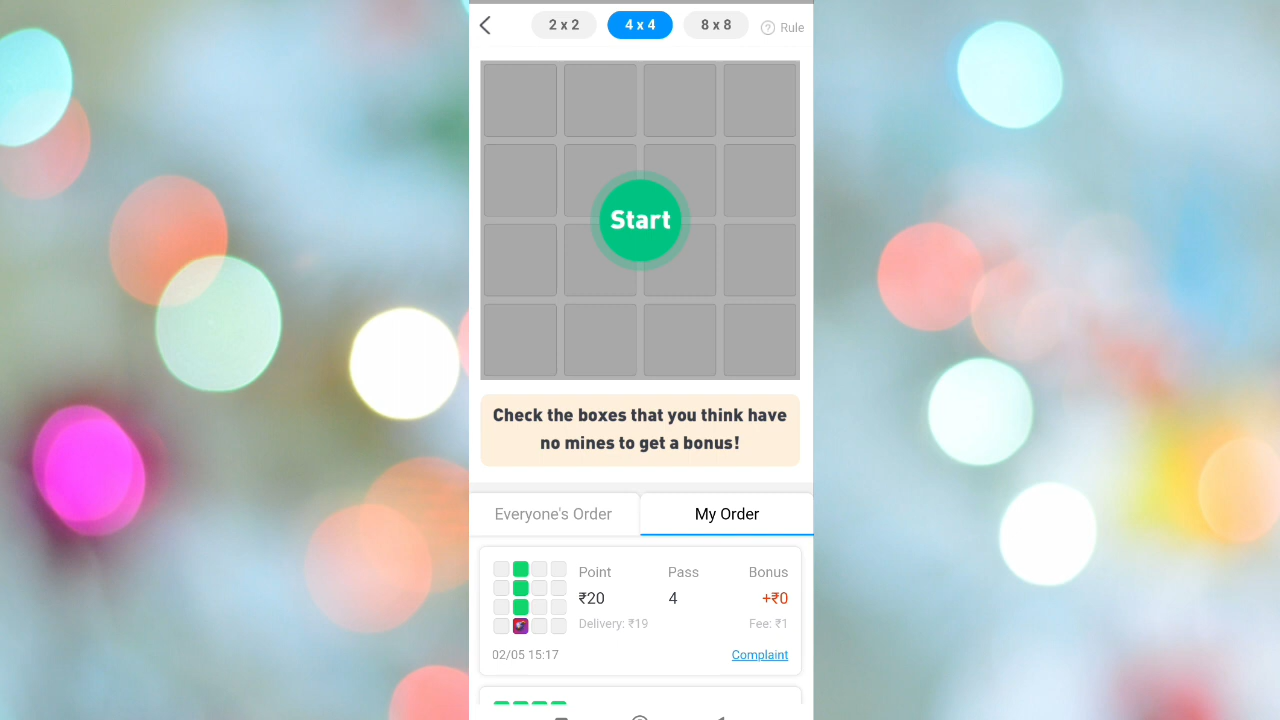 2 x 2
4 x 4
8 x 8
Rule
Start
Check the boxes that you think have
no mines to get a bonus!
Everyone's Order
My Order
Point
Pass
Bonus
₹20
4
+₹0
Delivery: ₹19
Fee: ₹1
02/05 15:17
Complaint